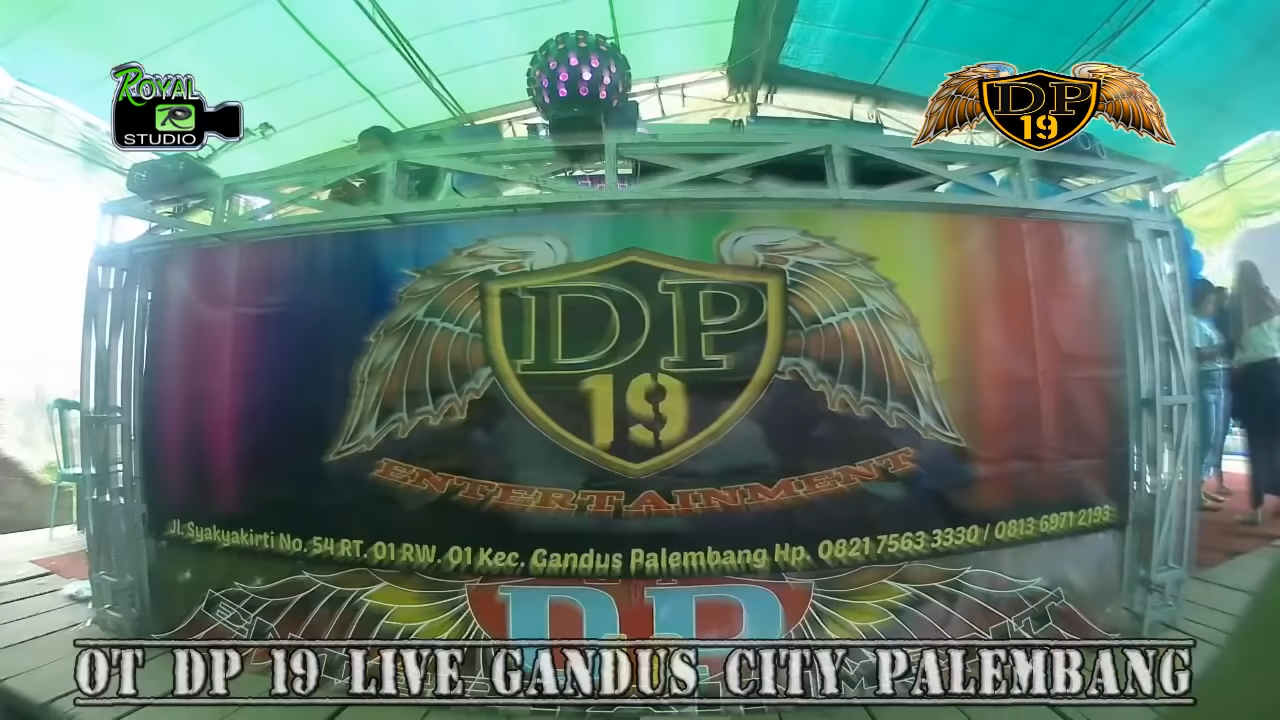 ROYAL
R
STUDIO
DP
19
DP
19
ENTERTAINMENT
Jl. Syakyakirti No. 54 RT. 01 RW. 01 Kec. Gandus Palembang Hp. 0821 7563 3330 / 0813 6971 2193
DP
OT DP 19 LIVE GANDUS CITY PALEMBANG